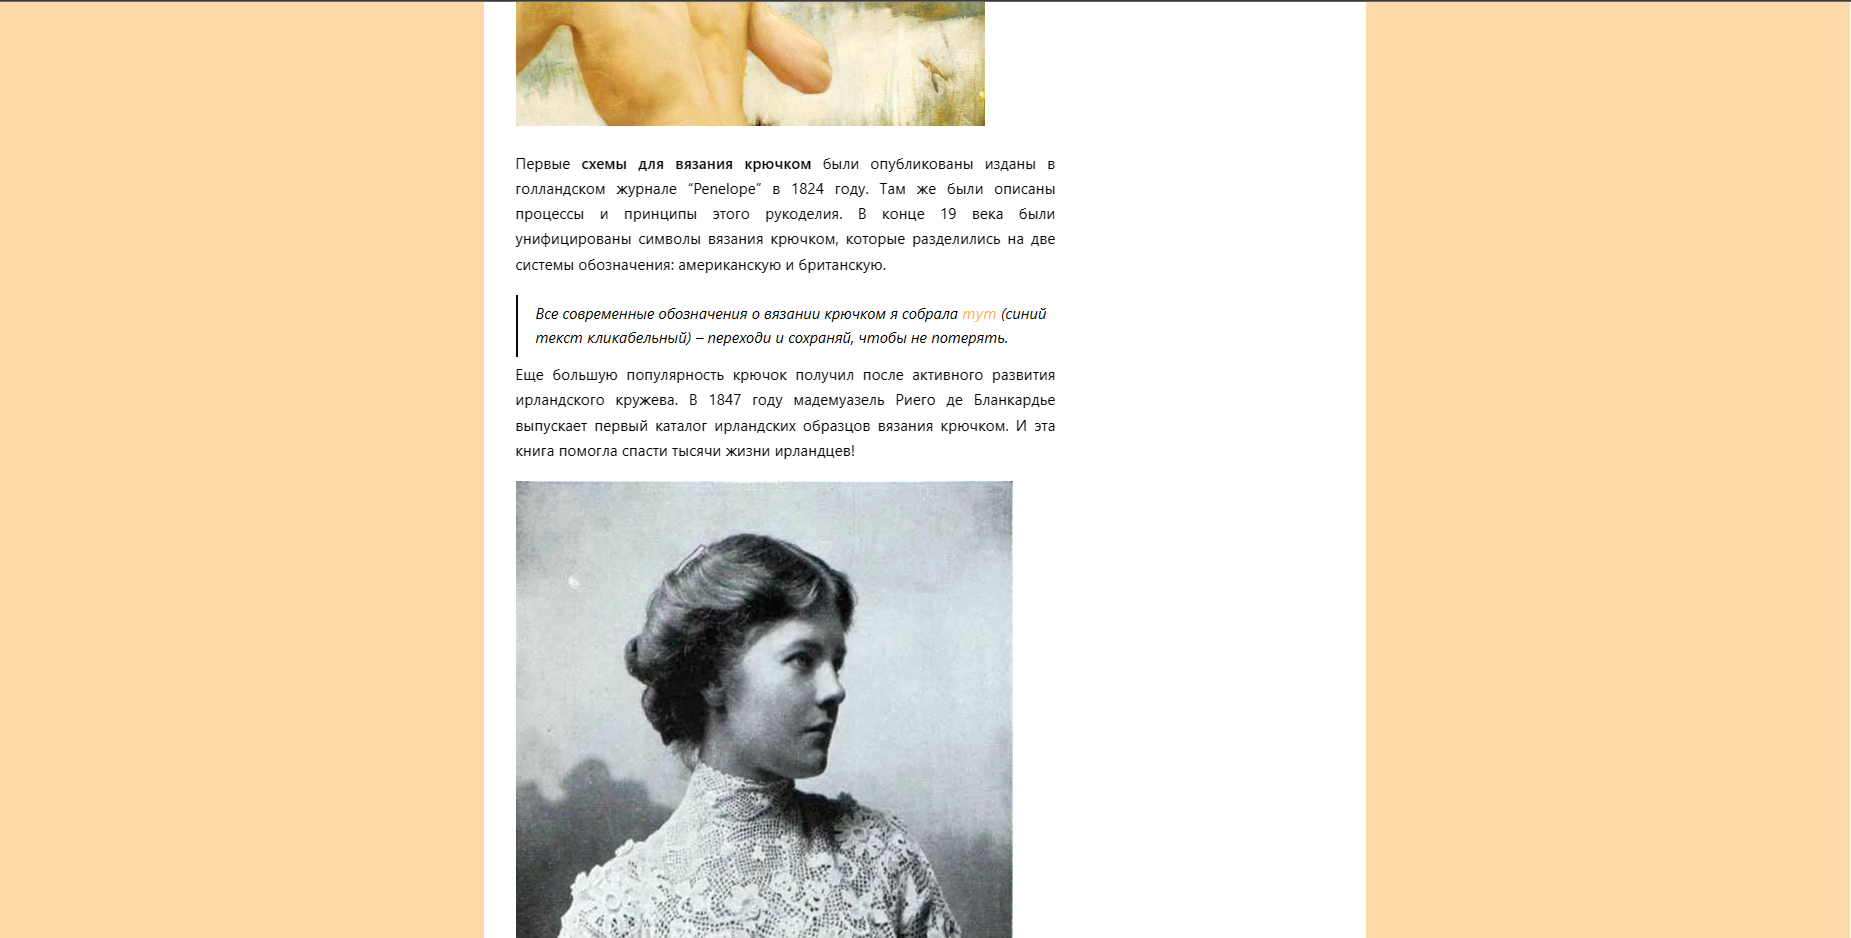 Первые схемы для вязания крючком были опубликованы изданы в
голландском журнале “Penelope” в 1824 году. Там же были описаны
процессы и принципы этого рукоделия. В конце 19 века были
унифицированы символы вязания крючком, которые разделились на две
системы обозначения: американскую и британскую.
Все современные обозначения о вязании крючком я собрала тут (синий
текст кликабельный) – переходи и сохраняй, чтобы не потерять.
Еще большую популярность крючок получил после активного развития
ирландского кружева. В 1847 году мадемуазель Риего де Бланкардье
выпускает первый каталог ирландских образцов вязания крючком. И эта
книга помогла спасти тысячи жизни ирландцев!